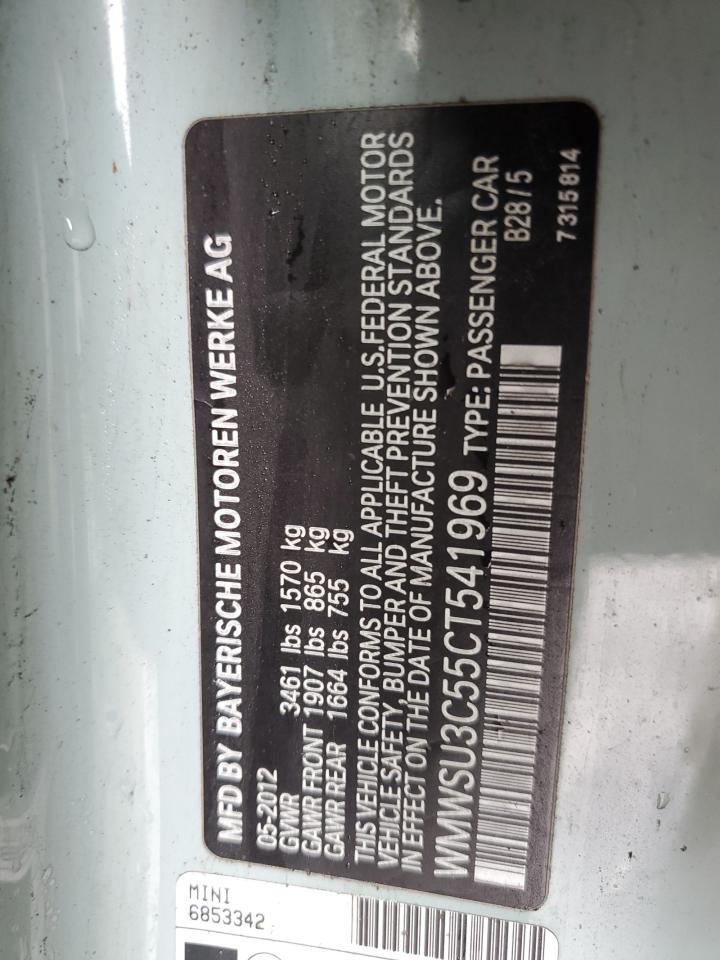 MFD BY BAYERISCHE MOTOREN WERKE AG
05-2012
GVWR 3461 lbs 1570 kg
GAWR FRONT 1907 lbs 865 kg
GAWR REAR 1664 lbs 755 kg
THIS VEHICLE CONFORMS TO ALL APPLICABLE U.S.FEDERAL MOTOR
VEHICLE SAFETY, BUMPER AND THEFT PREVENTION STANDARDS
IN EFFECT ON THE DATE OF MANUFACTURE SHOWN ABOVE.
WMWSU3C55CT541969 TYPE: PASSENGER CAR
B28/5
7315814
MINI
6853342